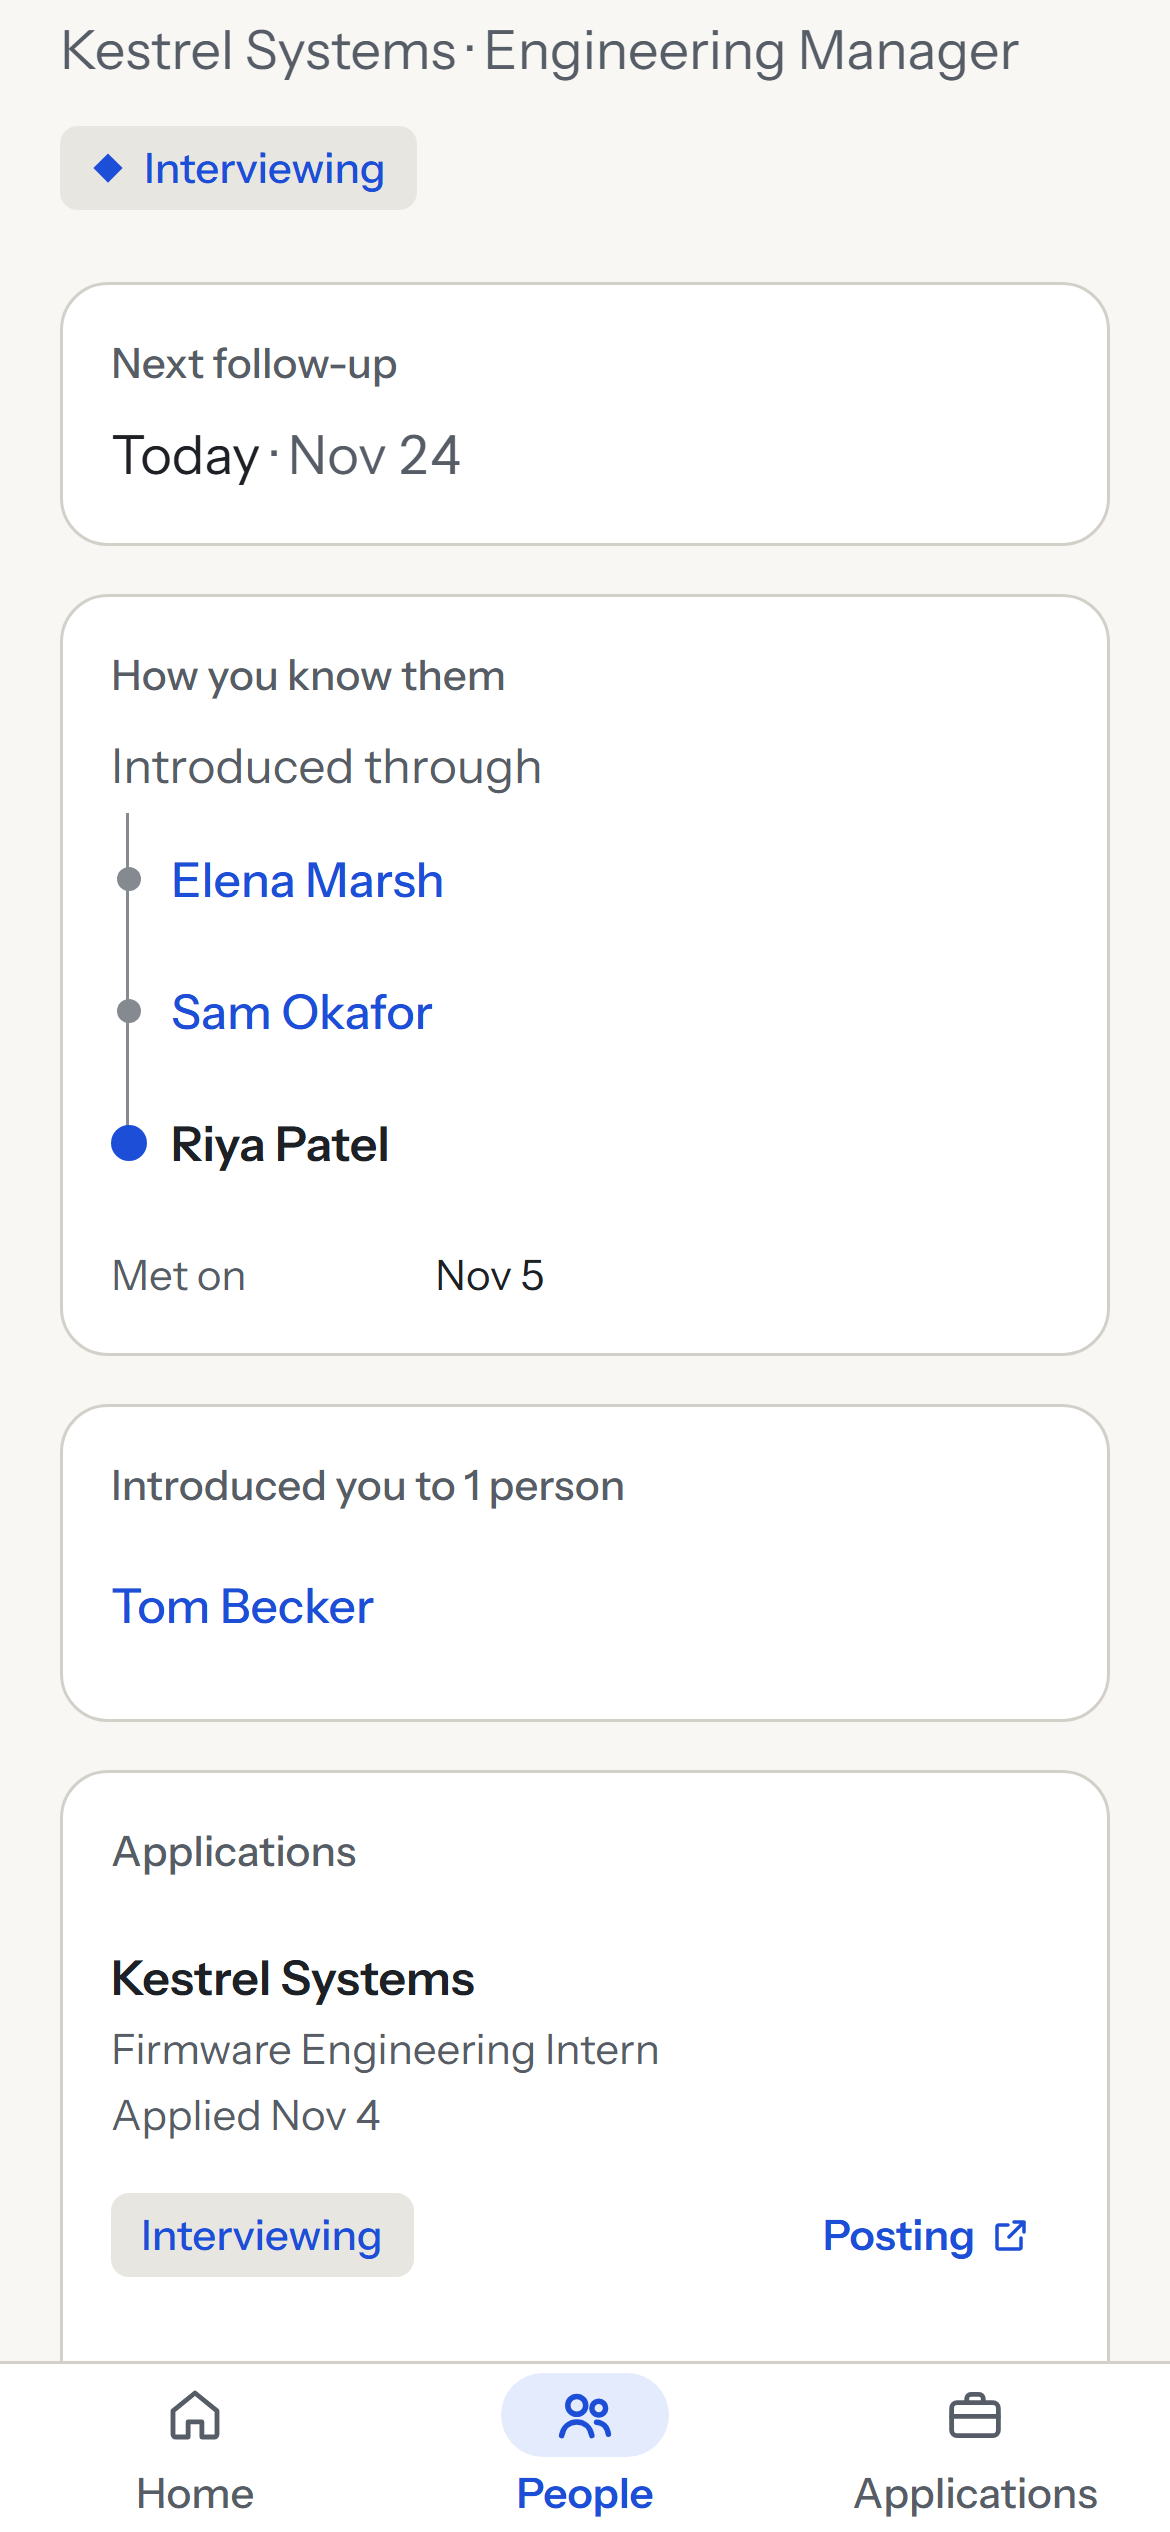 Kestrel Systems · Engineering Manager
Interviewing
Next follow-up
Today · Nov 24
How you know them
Introduced through
Elena Marsh
Sam Okafor
Riya Patel
Met on Nov 5
Introduced you to 1 person
Tom Becker
Applications
Kestrel Systems
Firmware Engineering Intern
Applied Nov 4
Interviewing Posting
Home People Applications